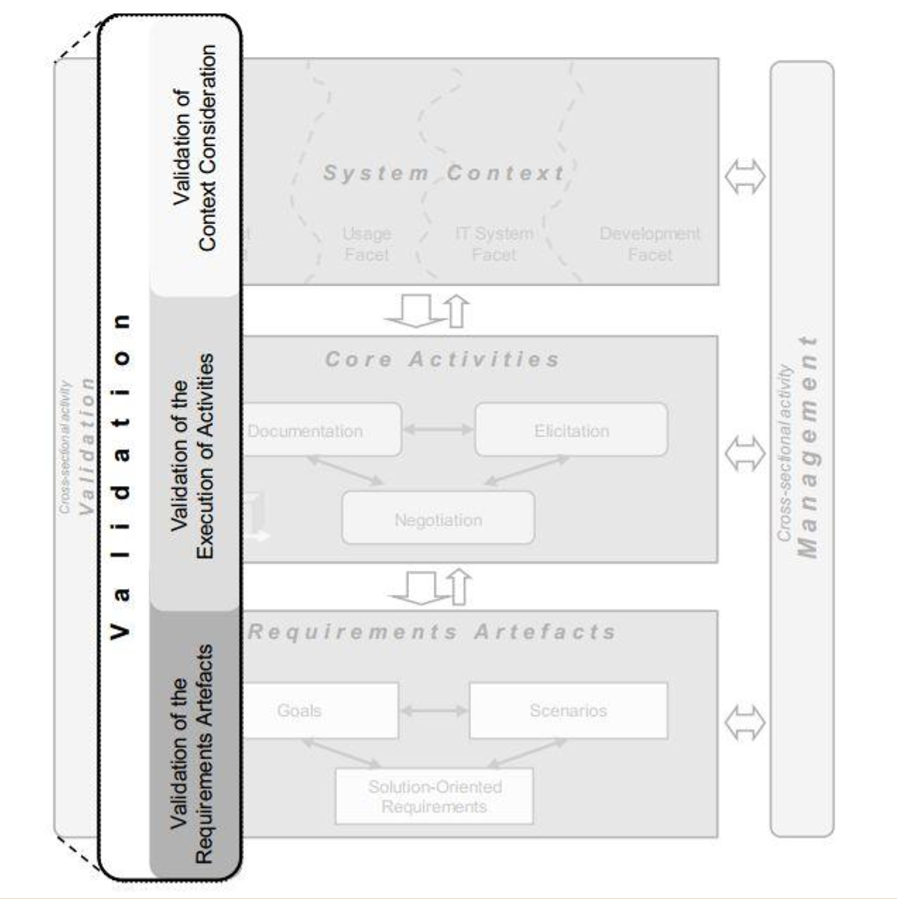 Cross-sectional activity
Validation
Validation
Validation of
Context Consideration
Validation of the
Execution of Activities
Validation of the
Requirements Artefacts
System Context
Usage
Facet
IT System
Facet
Development
Facet
Core Activities
Documentation
Elicitation
Negotiation
Requirements Artefacts
Goals
Scenarios
Solution-Oriented
Requirements
Cross-sectional activity
Management